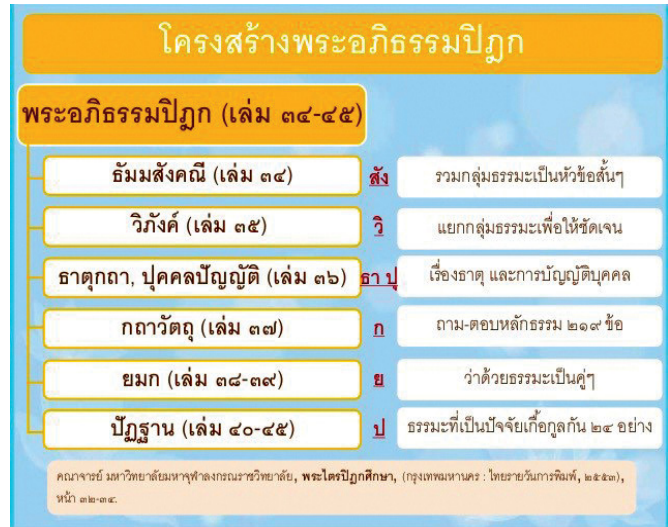 โครงสร้างพระอภิธรรมปิฎก
พระอภิธรรมปิฎก (เล่ม ๓๔-๔๕)
ธัมมสังคณี (เล่ม ๓๔) สัง รวมกลุ่มธรรมะเป็นหัวข้อสั้นๆ
วิภังค์ (เล่ม ๓๕) วิ แยกกลุ่มธรรมะเพื่อให้ชัดเจน
ธาตุกถา, ปุคคลปัญญัติ (เล่ม ๓๖) ธา ปุ เรื่องธาตุ และการบัญญัติบุคคล
กถาวัตถุ (เล่ม ๓๗) ก ถาม-ตอบหลักธรรม ๒๑๙ ข้อ
ยมก (เล่ม ๓๘-๓๙) ย ว่าด้วยธรรมะเป็นคู่ๆ
ปัฏฐาน (เล่ม ๔๐-๔๕) ป ธรรมะที่เป็นปัจจัยเกื้อกูลกัน ๒๔ อย่าง
คณาจารย์ มหาวิทยาลัยมหาจุฬาลงกรณราชวิทยาลัย, พระไตรปิฎกศึกษา, (กรุงเทพมหานคร : ไทยรายวันการพิมพ์, ๒๕๕๓),
หน้า ๓๒-๓๔.